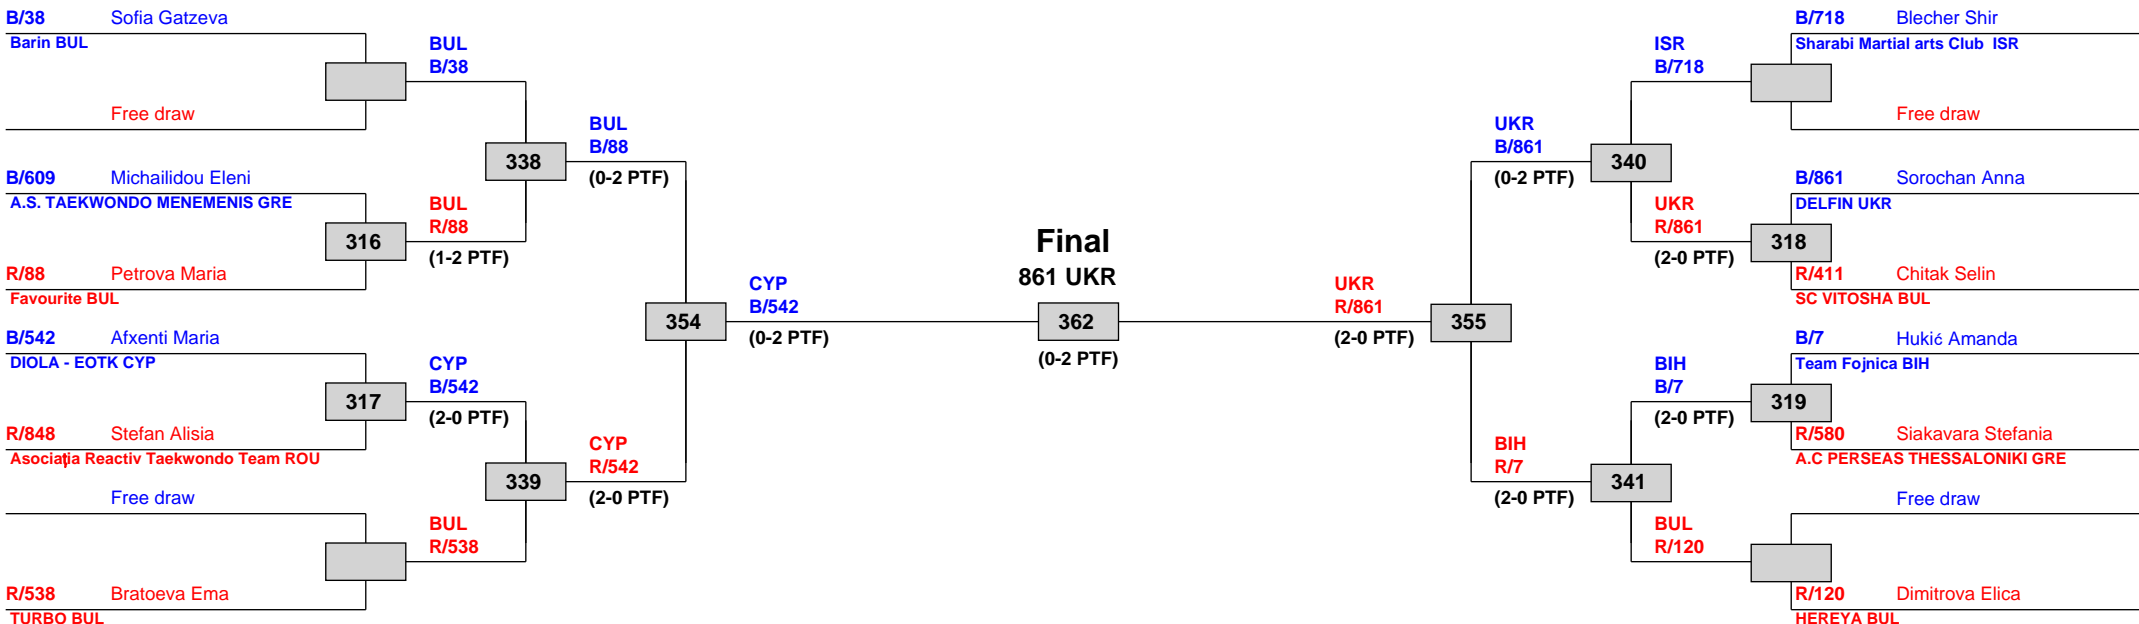 B/38 Sofia Gatzeva
Barin BUL
Free draw
B/609 Michailidou Eleni
A.S. TAEKWONDO MENEMENIS GRE
316
R/88 Petrova Maria
Favourite BUL
B/542 Afxenti Maria
DIOLA - EOTK CYP
317
R/848 Stefan Alisia
Asociația Reactiv Taekwondo Team ROU
Free draw
R/538 Bratoeva Ema
TURBO BUL
BUL
B/38
338
BUL
R/88
(1-2 PTF)
CYP
B/542
(2-0 PTF)
339
BUL
R/538
BUL
B/88
(0-2 PTF)
354
CYP
R/542
(2-0 PTF)
CYP
B/542
(0-2 PTF)
Final
861 UKR
362
(0-2 PTF)
UKR
R/861
(2-0 PTF)
355
UKR
B/861
(0-2 PTF)
BIH
R/7
(2-0 PTF)
ISR
B/718
340
UKR
R/861
(2-0 PTF)
BIH
B/7
(2-0 PTF)
341
BUL
R/120
B/718 Blecher Shir
Sharabi Martial arts Club ISR
Free draw
B/861 Sorochan Anna
DELFIN UKR
318
R/411 Chitak Selin
SC VITOSHA BUL
B/7 Hukić Amanda
Team Fojnica BIH
319
R/580 Siakavara Stefania
A.C PERSEAS THESSALONIKI GRE
Free draw
R/120 Dimitrova Elica
HEREYA BUL